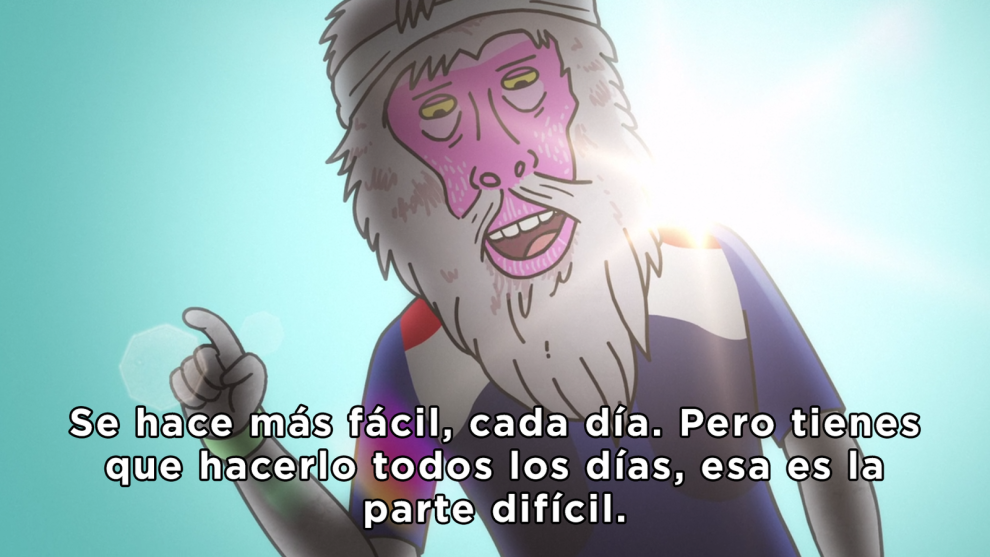 Se hace más fácil, cada día. Pero tienes
que hacerlo todos los días, esa es la
parte difícil.